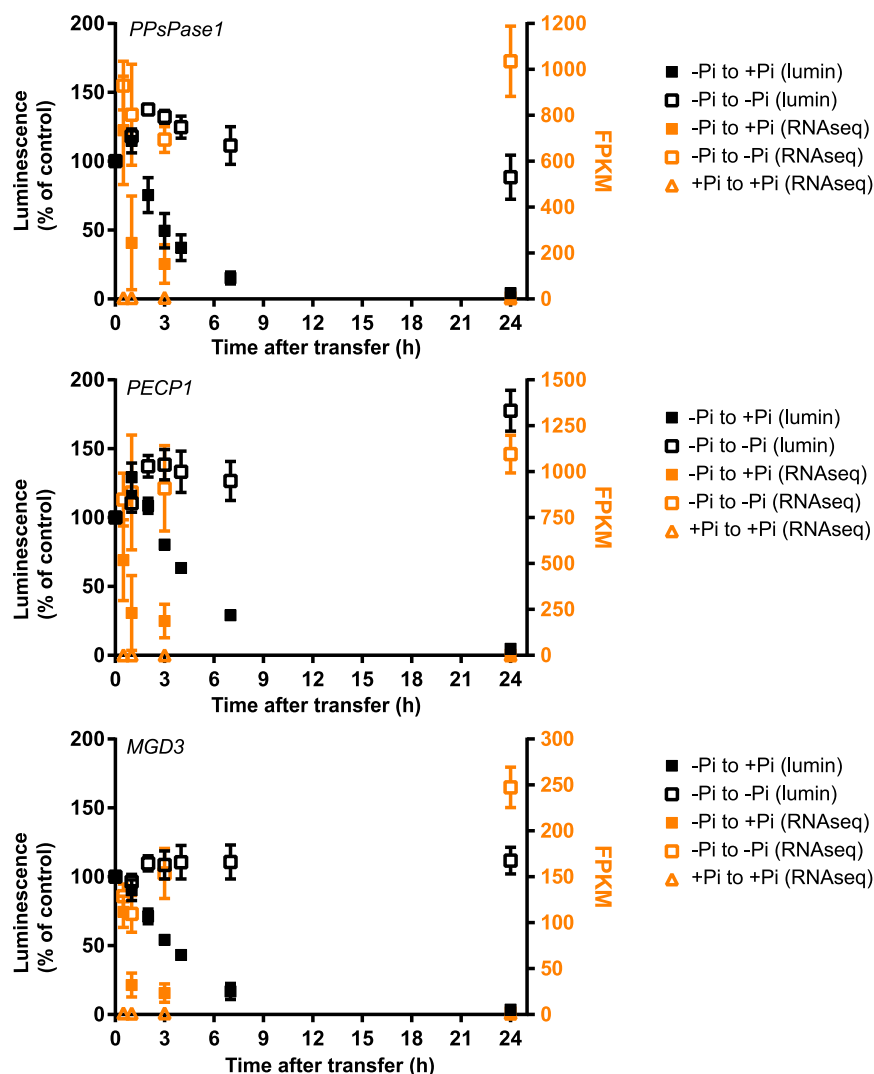 PPsPase1
200
150
100
50
0
Luminescence
(% of control)
0 3 6 9 12 15 18 21 24
Time after transfer (h)
1200
1000
800
600
400
200
0
FPKM
-Pi to +Pi (lumin)
-Pi to -Pi (lumin)
-Pi to +Pi (RNAseq)
-Pi to -Pi (RNAseq)
+Pi to +Pi (RNAseq)
PECP1
200
150
100
50
0
Luminescence
(% of control)
0 3 6 9 12 15 18 21 24
Time after transfer (h)
1500
1250
1000
750
500
250
0
FPKM
-Pi to +Pi (lumin)
-Pi to -Pi (lumin)
-Pi to +Pi (RNAseq)
-Pi to -Pi (RNAseq)
+Pi to +Pi (RNAseq)
MGD3
200
150
100
50
0
Luminescence
(% of control)
0 3 6 9 12 15 18 21 24
Time after transfer (h)
300
250
200
150
100
50
0
FPKM
-Pi to +Pi (lumin)
-Pi to -Pi (lumin)
-Pi to +Pi (RNAseq)
-Pi to -Pi (RNAseq)
+Pi to +Pi (RNAseq)